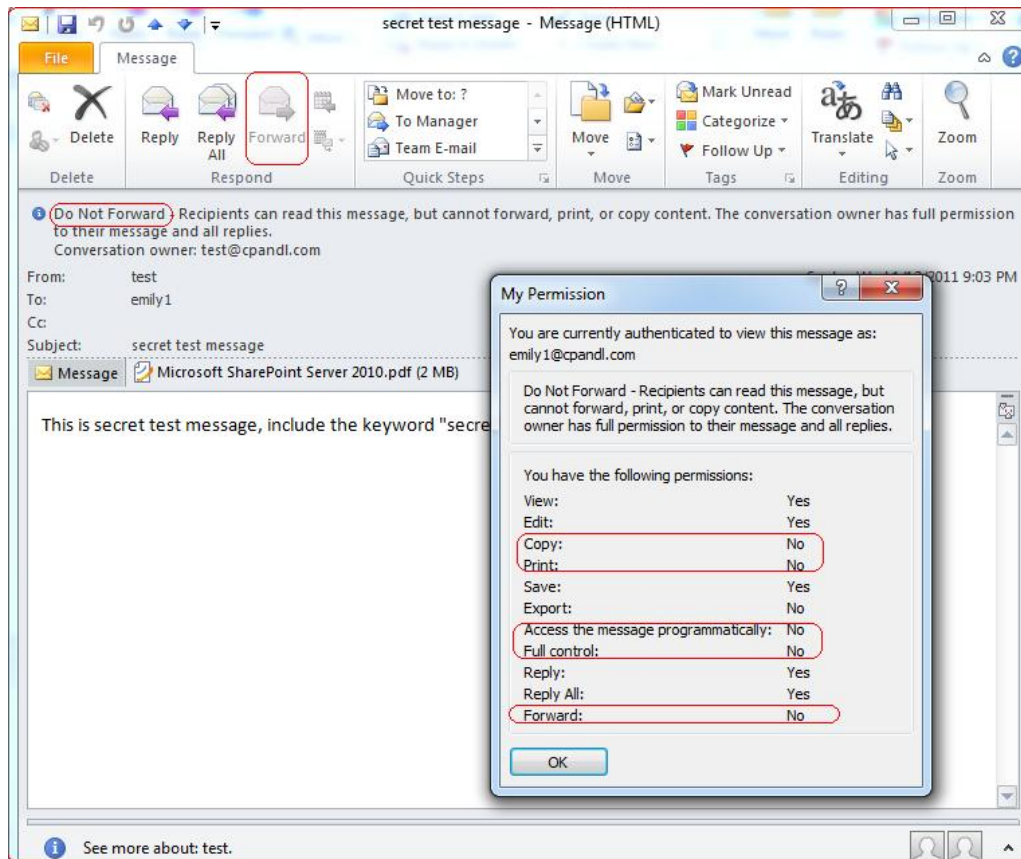 secret test message - Message (HTML)
File
Message
Delete
Reply
Reply All
Forward
Move to: ?
To Manager
Team E-mail
Move
Mark Unread
Categorize
Follow Up
Translate
Zoom
Delete
Respond
Quick Steps
Move
Tags
Editing
Zoom
Do Not Forward - Recipients can read this message, but cannot forward, print, or copy content. The conversation owner has full permission
to their message and all replies.
Conversation owner: test@cpandl.com
From: test
2011 9:03 PM
To: emily1
Cc:
Subject: secret test message
Message
Microsoft SharePoint Server 2010.pdf (2 MB)
This is secret test message, include the keyword "secre
My Permission
You are currently authenticated to view this message as:
emily1@cpandl.com
Do Not Forward - Recipients can read this message, but
cannot forward, print, or copy content. The conversation
owner has full permission to their message and all replies.
You have the following permissions:
View: Yes
Edit: Yes
Copy: No
Print: No
Save: Yes
Export: No
Access the message programmatically: No
Full control: No
Reply: Yes
Reply All: Yes
Forward: No
OK
See more about: test.